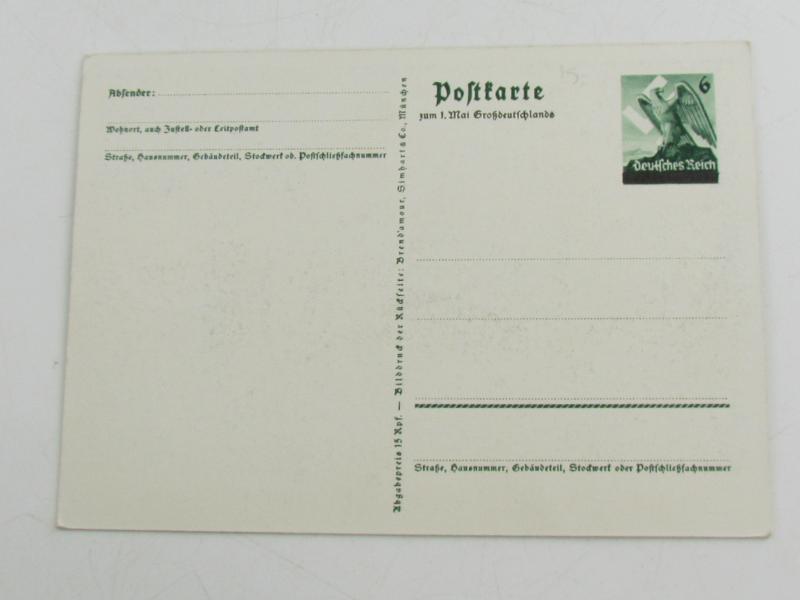 Absender:
Wohnort, auch Zustell- oder Leitpostamt
Straße, Hausnummer, Gebäudeteil, Stockwerk od. Postschließfachnummer
Abgabepreis 15 Rpf. — Bilddruck der Rückseite: Brend'amour, Simhart & Co., München
Postkarte
zum 1. Mai Großdeutschlands
6
Deutsches Reich
Straße, Hausnummer, Gebäudeteil, Stockwerk oder Postschließfachnummer